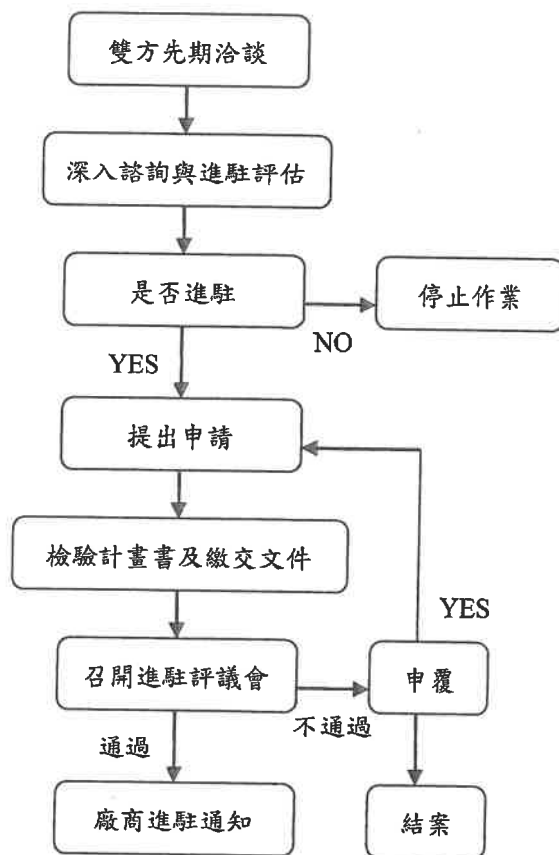 雙方先期洽談
深入諮詢與進駐評估
是否進駐
停止作業
NO
YES
提出申請
檢驗計畫書及繳交文件
YES
召開進駐評議會
申覆
不通過
通過
廠商進駐通知
結案